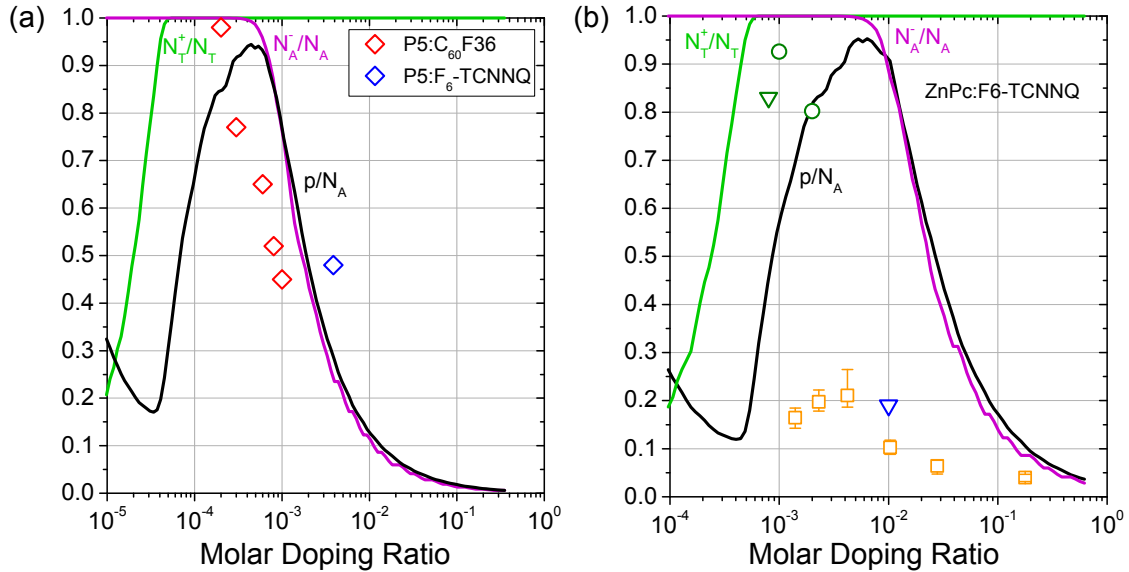 (a)
1.0
0.9
0.8
0.7
0.6
0.5
0.4
0.3
0.2
0.1
0.0
N_T^+/N_T
N_A^-/N_A
P5:C_60F36
P5:F_6-TCNNQ
p/N_A
10^-5
10^-4
10^-3
10^-2
10^-1
10^0
Molar Doping Ratio
(b)
1.0
0.9
0.8
0.7
0.6
0.5
0.4
0.3
0.2
0.1
0.0
N_T^+/N_T
N_A^-/N_A
ZnPc:F6-TCNNQ
p/N_A
10^-4
10^-3
10^-2
10^-1
10^0
Molar Doping Ratio